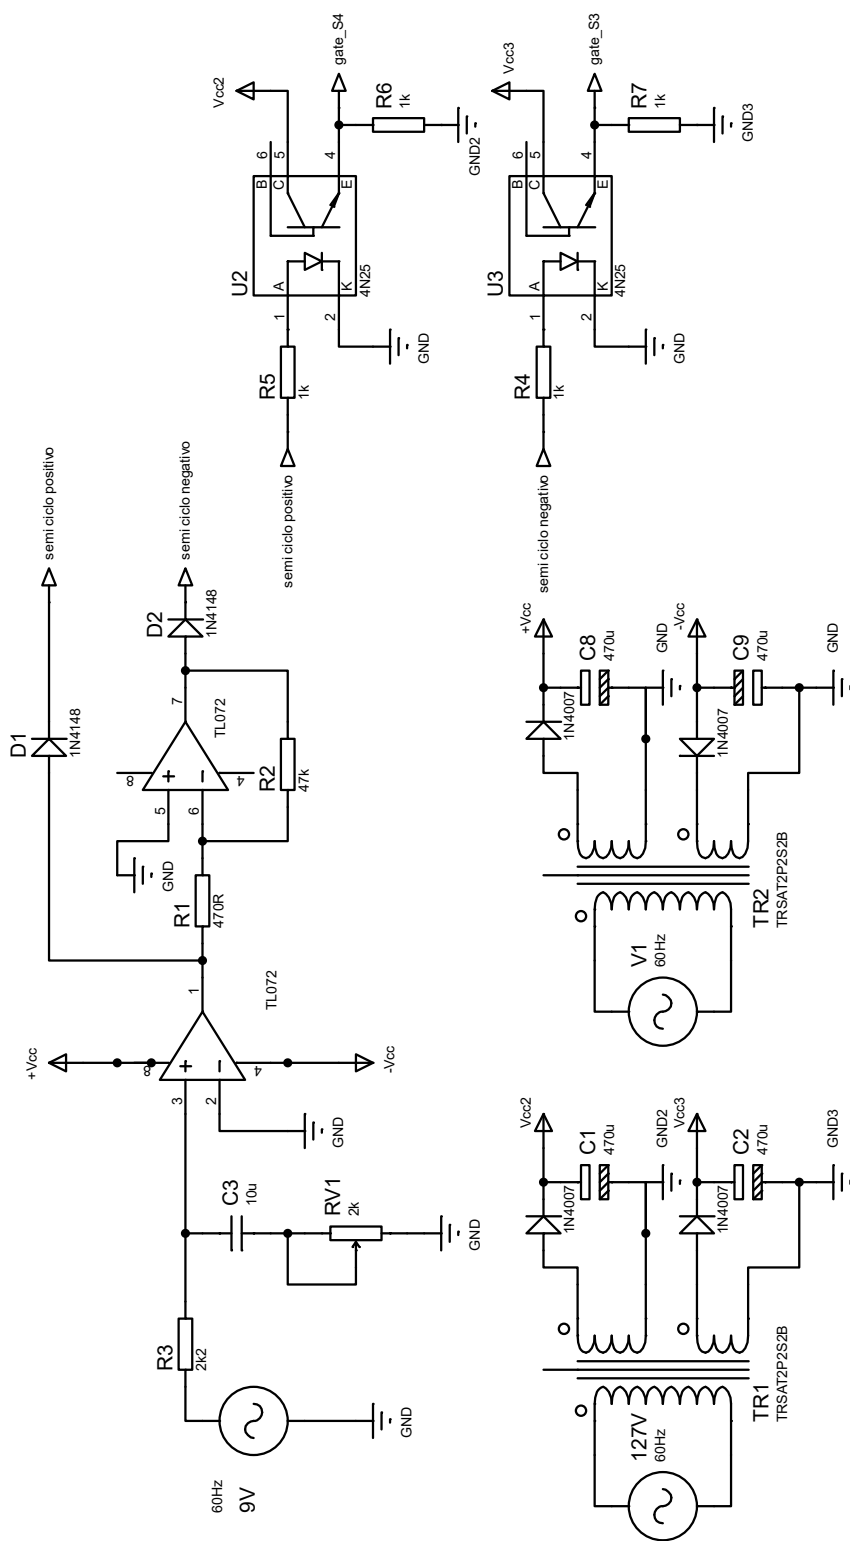 60Hz
9V
R3
2k2
GND
C3
10u
RV1
2k
GND
+Vcc
3
2
8
4
1
+
−
TL072
GND
-Vcc
R1
470R
GND
5
6
8
4
7
+
−
TL072
R2
47k
D1
1N4148
semi ciclo positivo
D2
1N4148
semi ciclo negativo
semi ciclo positivo
R5
1k
1
2
GND
U2
A
K
B
C
E
4N25
6
5
4
Vcc2
gate_S4
R6
1k
GND2
semi ciclo negativo
R4
1k
1
2
GND
U3
A
K
B
C
E
4N25
6
5
4
Vcc3
gate_S3
R7
1k
GND3
127V
60Hz
TR1
TRSAT2P2S2B
1N4007
Vcc2
C1
470u
GND2
1N4007
Vcc3
C2
470u
GND3
V1
60Hz
TR2
TRSAT2P2S2B
1N4007
+Vcc
C8
470u
GND
1N4007
-Vcc
C9
470u
GND